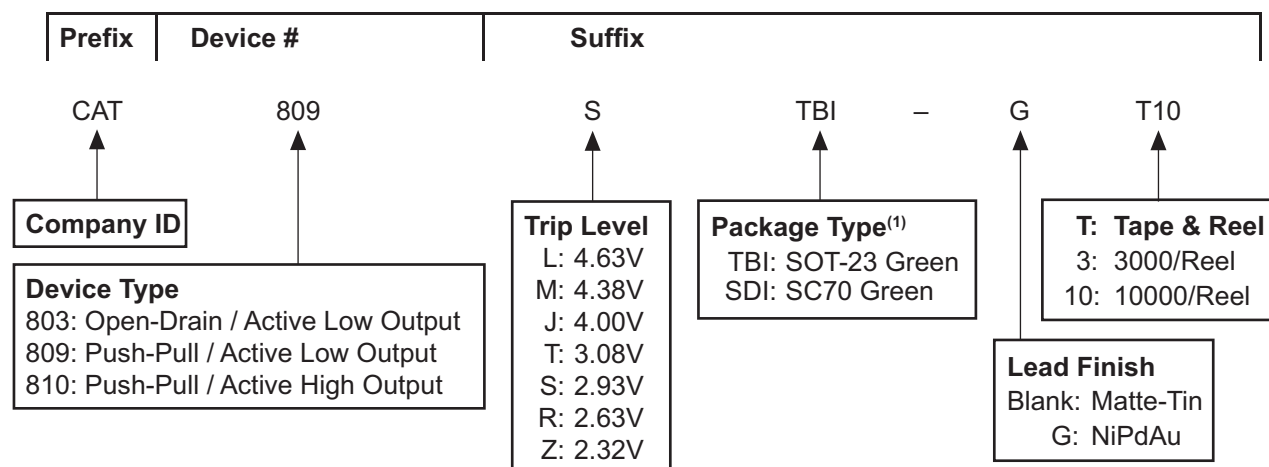 Prefix Device # Suffix
CAT 809 S TBI – G T10
Company ID
Device Type
803: Open-Drain / Active Low Output
809: Push-Pull / Active Low Output
810: Push-Pull / Active High Output
Trip Level
L: 4.63V
M: 4.38V
J: 4.00V
T: 3.08V
S: 2.93V
R: 2.63V
Z: 2.32V
Package Type(1)
TBI: SOT-23 Green
SDI: SC70 Green
T: Tape & Reel
3: 3000/Reel
10: 10000/Reel
Lead Finish
Blank: Matte-Tin
G: NiPdAu